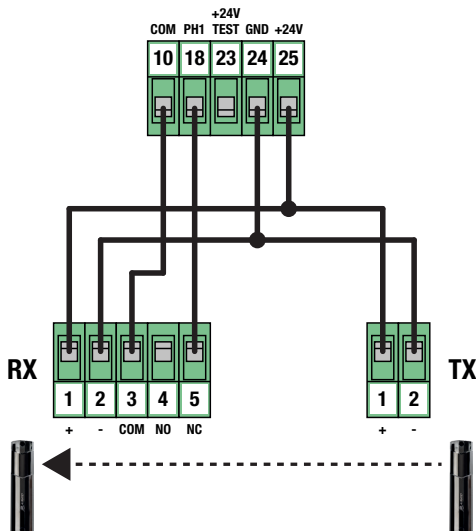 +24V
COM PH1 TEST GND +24V
10 18 23 24 25
RX TX
1 2 3 4 5 1 2
+ - COM NO NC + -